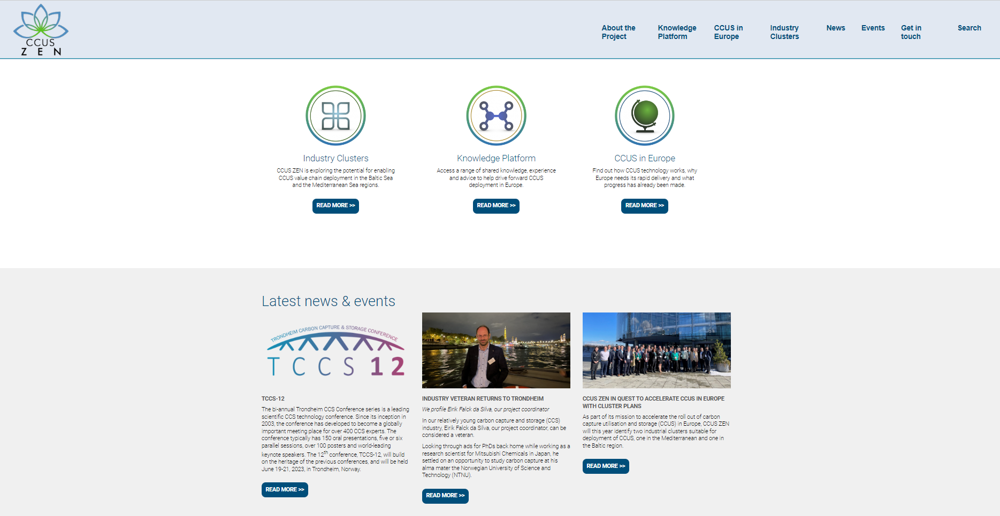 CCUS
ZEN
About the
Project
Knowledge
Platform
CCUS in
Europe
Industry
Clusters
News
Events
Get in
touch
Search
Industry Clusters
CCUS ZEN is exploring the potential for enabling
CCUS value chain deployment in the Baltic Sea
and the Mediterranean Sea regions.
READ MORE >>
Knowledge Platform
Access a range of shared knowledge, experience
and advice to help drive forward CCUS
deployment in Europe.
READ MORE >>
CCUS in Europe
Find out how CCUS technology works, why
Europe needs its rapid delivery and what
progress has already been made.
READ MORE >>
Latest news & events
TRONDHEIM CARBON CAPTURE & STORAGE CONFERENCE
TCCS 12
TCCS-12
The bi-annual Trondheim CCS Conference series is a leading
scientific CCS technology conference. Since its inception in
2003, the conference has developed to become a globally
important meeting place for over 400 CCS experts. The
conference typically has 150 oral presentations, five or six
parallel sessions, over 100 posters and world-leading
keynote speakers. The 12th conference, TCCS-12, will build
on the heritage of the previous conferences, and will be held
June 19-21, 2023, in Trondheim, Norway.
READ MORE >>
INDUSTRY VETERAN RETURNS TO TRONDHEIM
We profile Eirik Falck da Silva, our project coordinator
In our relatively young carbon capture and storage (CCS)
industry, Eirik Falck da Silva, our project coordinator, can be
considered a veteran.
Looking through ads for PhDs back home while working as a
research scientist for Mitsubishi Chemicals in Japan, he
settled on an opportunity to study carbon capture at his
alma mater the Norwegian University of Science and
Technology (NTNU).
READ MORE >>
CCUS ZEN IN QUEST TO ACCELERATE CCUS IN EUROPE
WITH CLUSTER PLANS
As part of its mission to accelerate the roll out of carbon
capture utilisation and storage (CCUS) in Europe, CCUS ZEN
will this year identify two industrial clusters suitable for
deployment of CCUS, one in the Mediterranean and one in
the Baltic region.
READ MORE >>